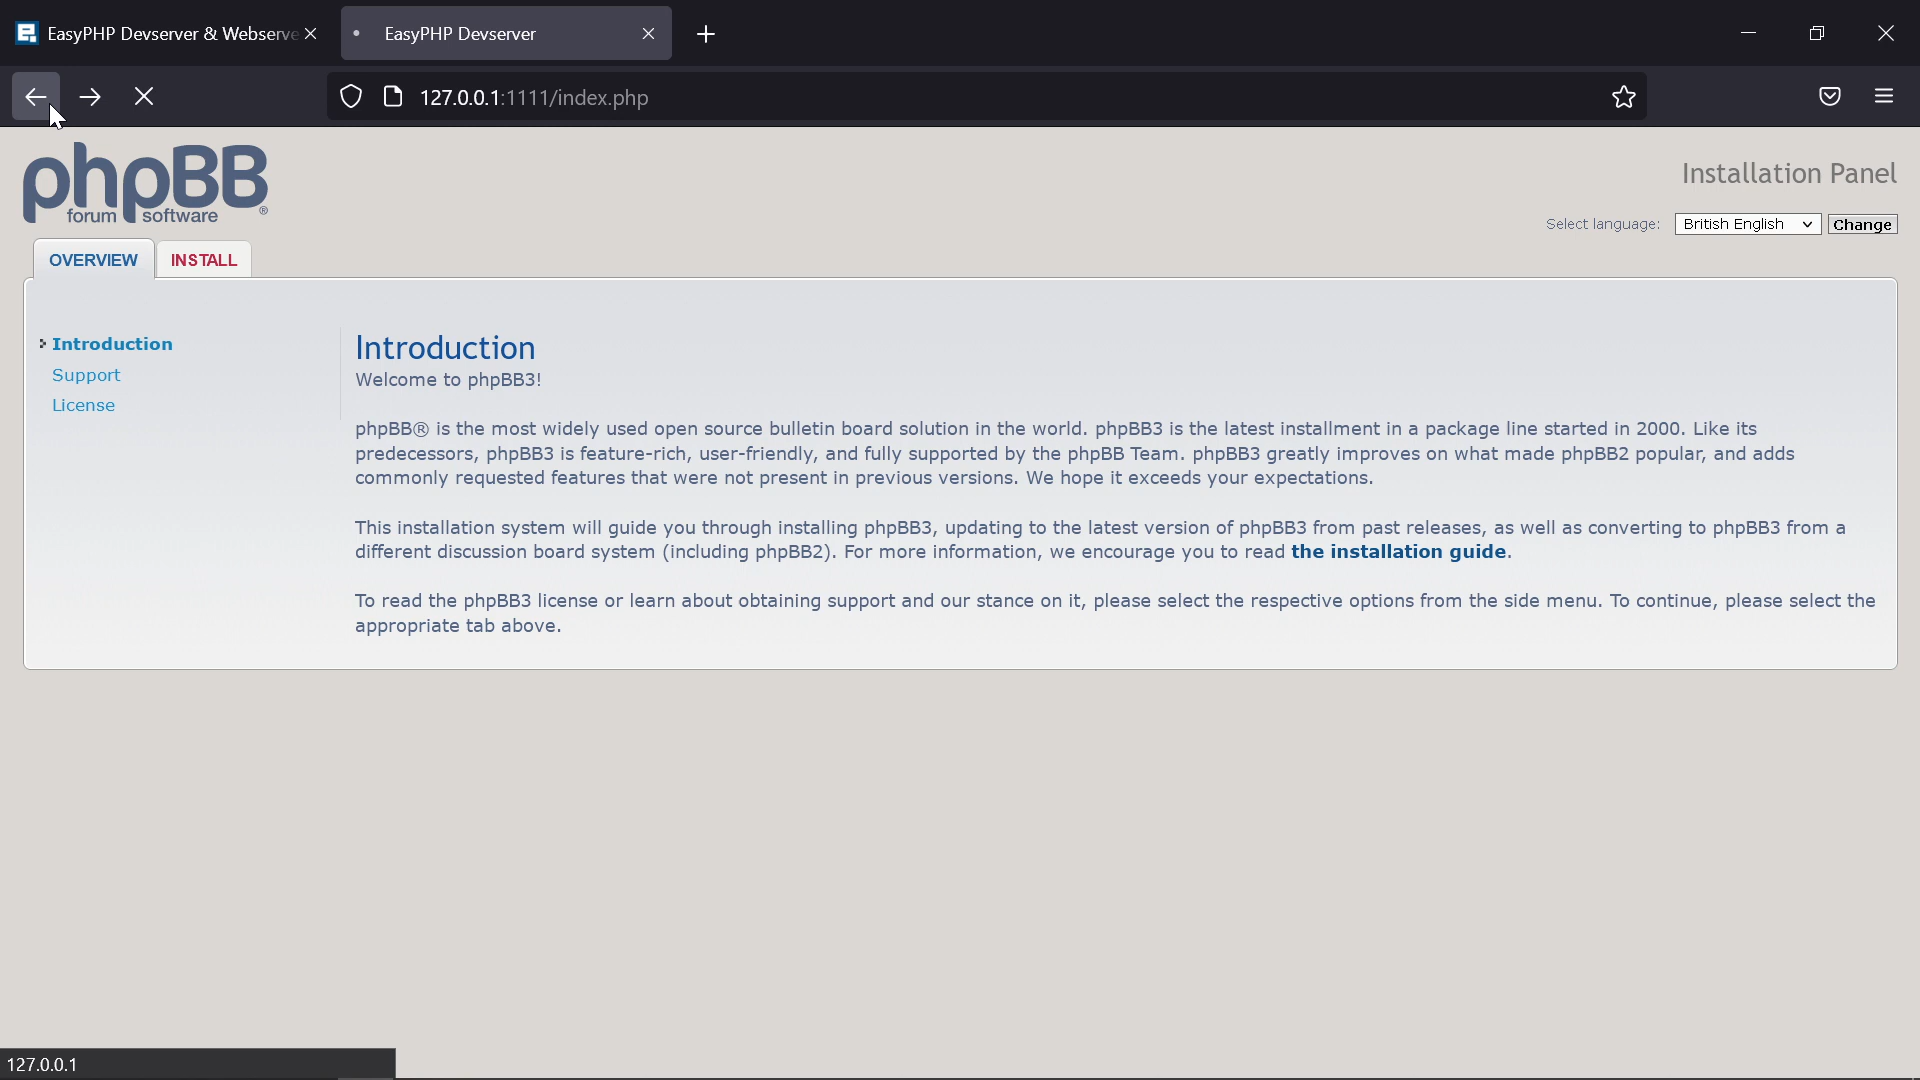 EasyPHP Devserver & Webserve
EasyPHP Devserver
127.0.0.1:1111/index.php
phpBB
forum software ®
Installation Panel
Select language: British English Change
OVERVIEW INSTALL
Introduction
Support
License
Introduction
Welcome to phpBB3!
phpBB® is the most widely used open source bulletin board solution in the world. phpBB3 is the latest installment in a package line started in 2000. Like its
predecessors, phpBB3 is feature-rich, user-friendly, and fully supported by the phpBB Team. phpBB3 greatly improves on what made phpBB2 popular, and adds
commonly requested features that were not present in previous versions. We hope it exceeds your expectations.
This installation system will guide you through installing phpBB3, updating to the latest version of phpBB3 from past releases, as well as converting to phpBB3 from a
different discussion board system (including phpBB2). For more information, we encourage you to read the installation guide.
To read the phpBB3 license or learn about obtaining support and our stance on it, please select the respective options from the side menu. To continue, please select the
appropriate tab above.
127.0.0.1